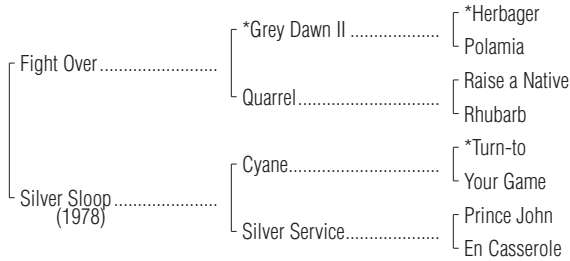 *Herbager
*Grey Dawn II
Polamia
Fight Over
Raise a Native
Quarrel
Rhubarb
*Turn-to
Cyane
Your Game
Silver Sloop
(1978)
Prince John
Silver Service
En Casserole